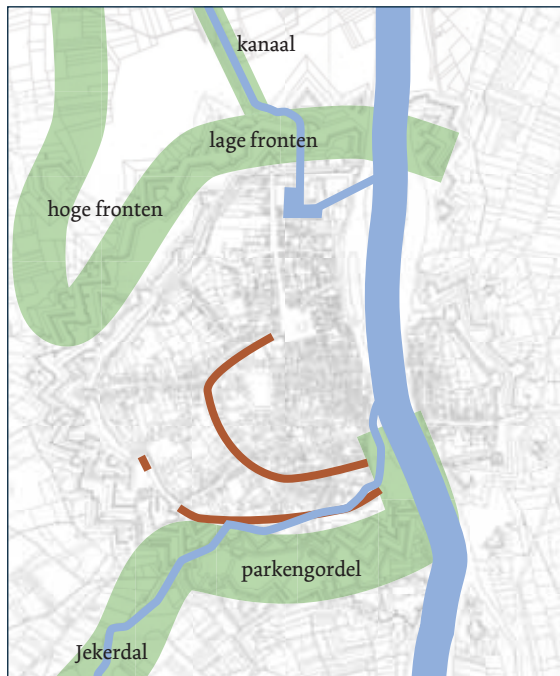 kanaal
lage fronten
hoge fronten
parkengordel
Jekerdal